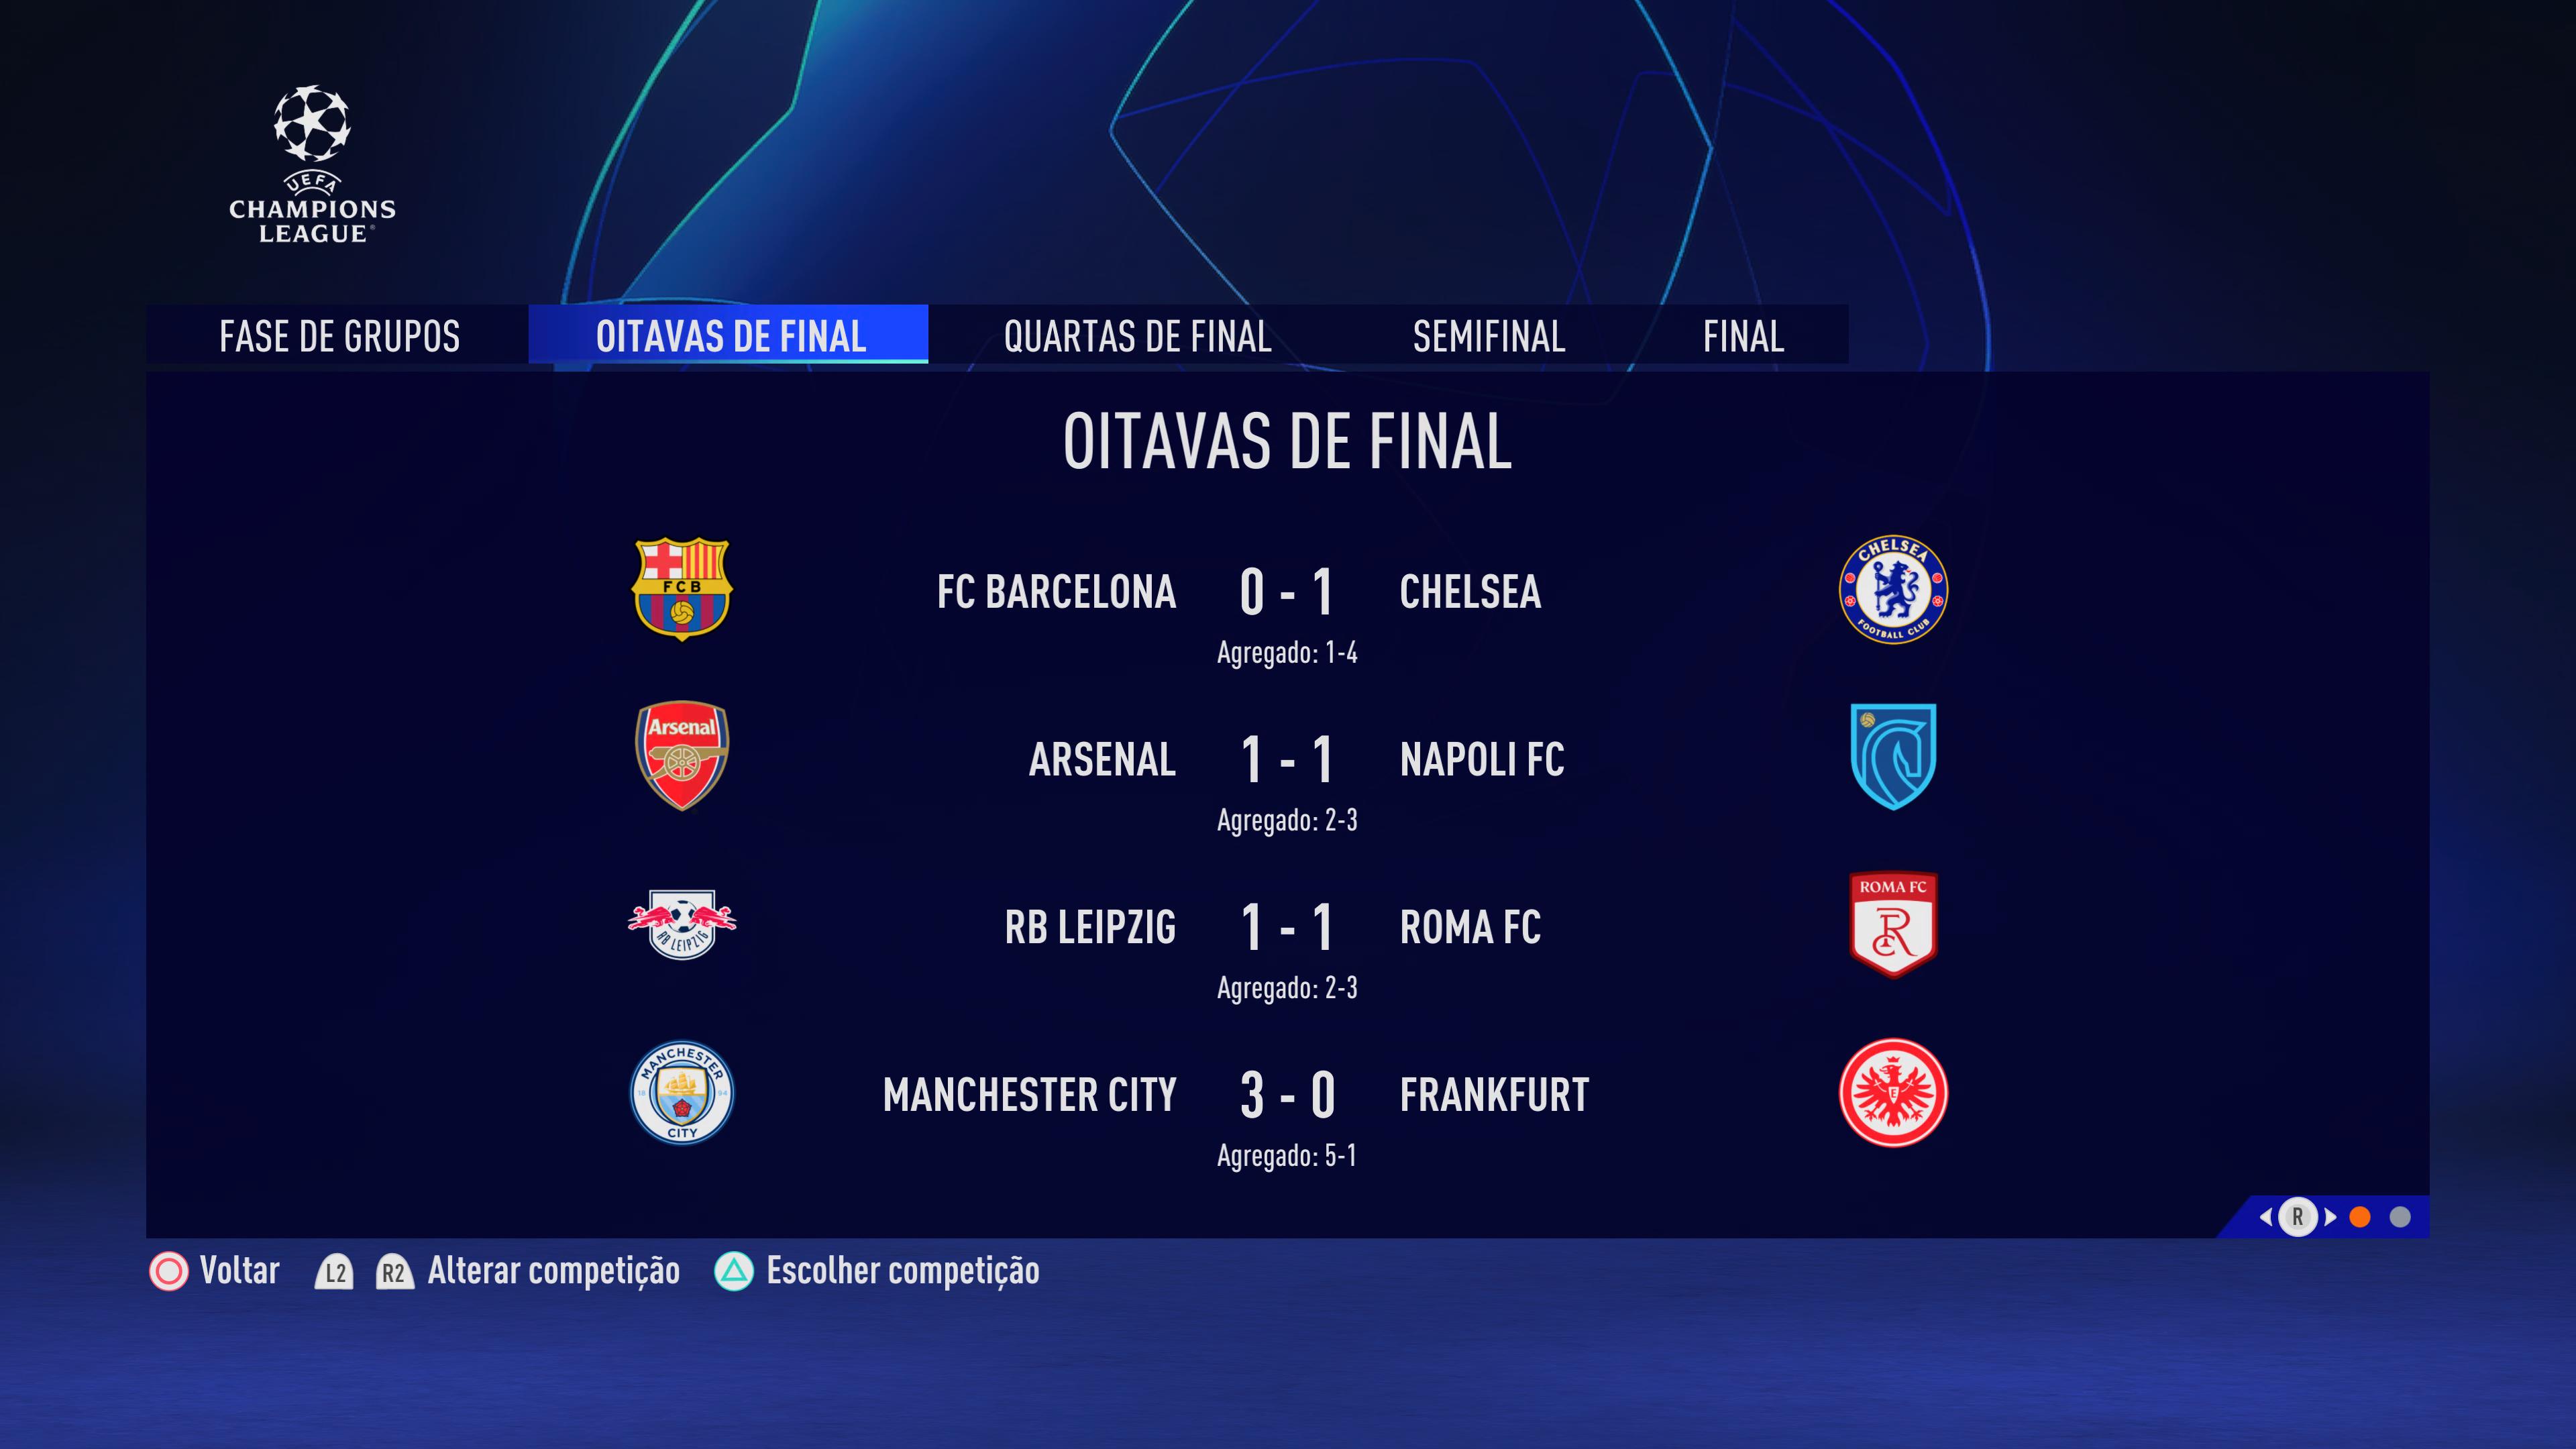 UEFA
CHAMPIONS
LEAGUE
FASE DE GRUPOS OITAVAS DE FINAL QUARTAS DE FINAL SEMIFINAL FINAL
OITAVAS DE FINAL
FCB
FC BARCELONA 0 - 1 CHELSEA
CHELSEA
FOOTBALL CLUB
Agregado: 1-4
Arsenal
ARSENAL 1 - 1 NAPOLI FC
Agregado: 2-3
RB LEIPZIG
RB LEIPZIG 1 - 1 ROMA FC
ROMA FC
Agregado: 2-3
MANCHESTER
18 94
CITY
MANCHESTER CITY 3 - 0 FRANKFURT
E
Agregado: 5-1
R
Voltar L2 R2 Alterar competição Escolher competição